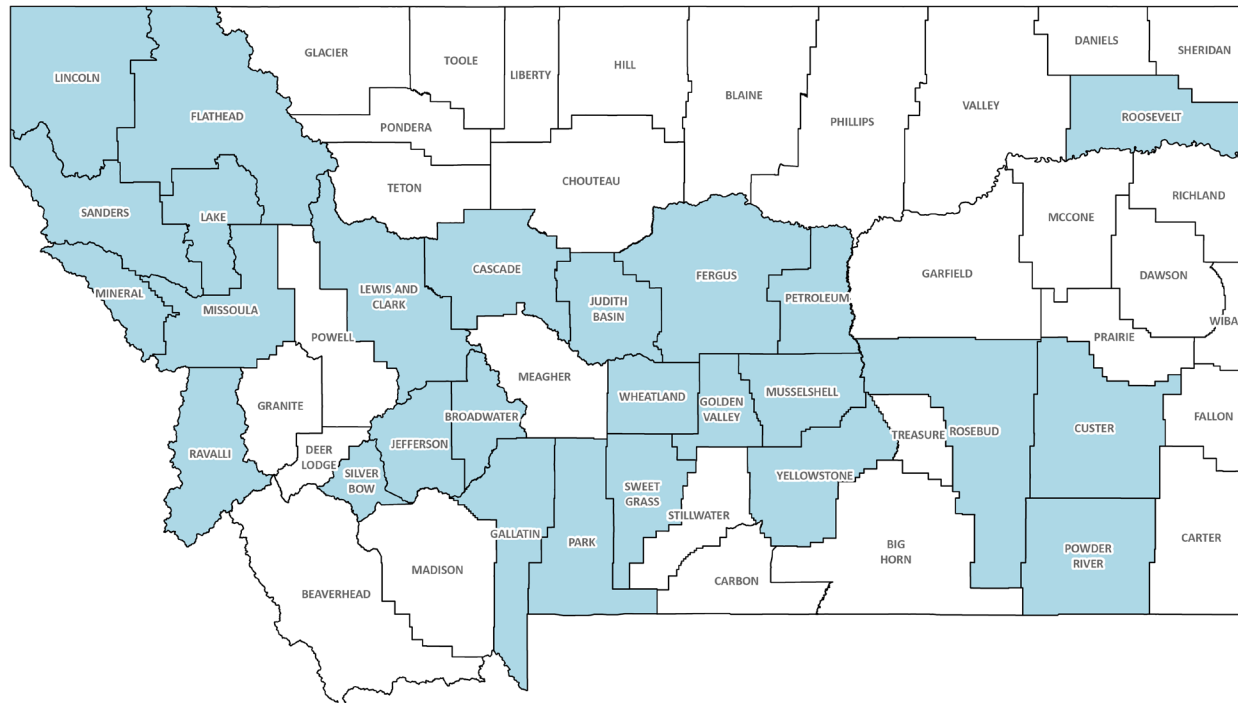 GLACIER
TOOLE
LIBERTY
HILL
DANIELS
SHERIDAN
LINCOLN
BLAINE
PHILLIPS
VALLEY
FLATHEAD
PONDERA
ROOSEVELT
TETON
CHOUTEAU
RICHLAND
SANDERS
LAKE
MCCONE
CASCADE
FERGUS
GARFIELD
DAWSON
MINERAL
MISSOULA
LEWIS AND
CLARK
JUDITH
BASIN
PETROLEUM
WIBA
POWELL
PRAIRIE
MEAGHER
GRANITE
BROADWATER
WHEATLAND
GOLDEN
VALLEY
MUSSELSHELL
TREASURE
ROSEBUD
CUSTER
FALLON
RAVALLI
DEER
LODGE
JEFFERSON
SILVER
BOW
SWEET
GRASS
YELLOWSTONE
STILLWATER
GALLATIN
PARK
BIG
HORN
POWDER
RIVER
CARTER
MADISON
CARBON
BEAVERHEAD